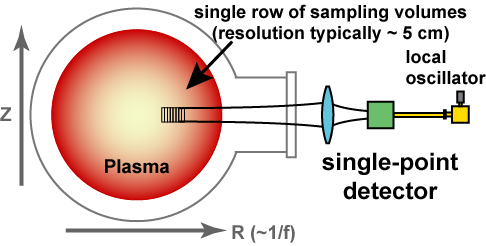 single row of sampling volumes
(resolution typically ~ 5 cm)
local
oscillator
Z
Plasma
single-point
detector
R (~1/f)